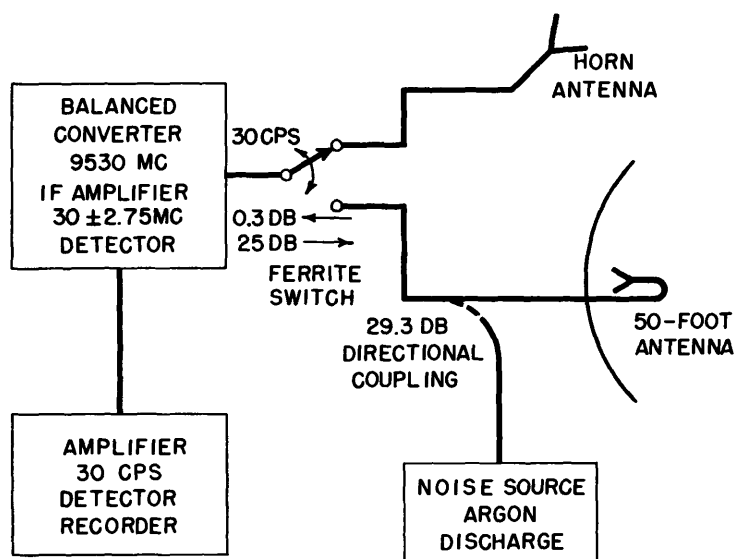 BALANCED
CONVERTER
9530 MC
IF AMPLIFIER
30 ±2.75MC
DETECTOR
30CPS
HORN
ANTENNA
0.3 DB
25 DB
FERRITE
SWITCH
29.3 DB
DIRECTIONAL
COUPLING
50-FOOT
ANTENNA
AMPLIFIER
30 CPS
DETECTOR
RECORDER
NOISE SOURCE
ARGON
DISCHARGE